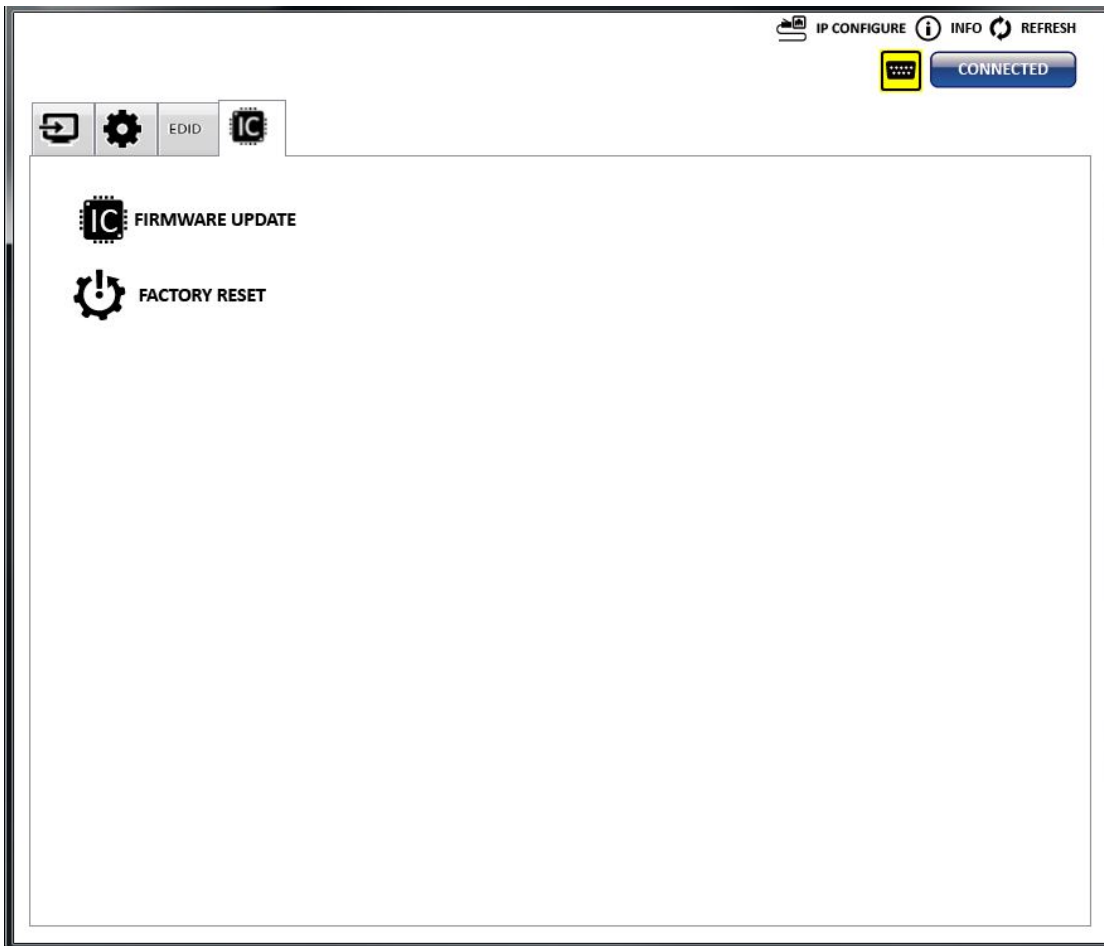 IP CONFIGURE INFO REFRESH
CONNECTED
EDID IC
IC FIRMWARE UPDATE
FACTORY RESET